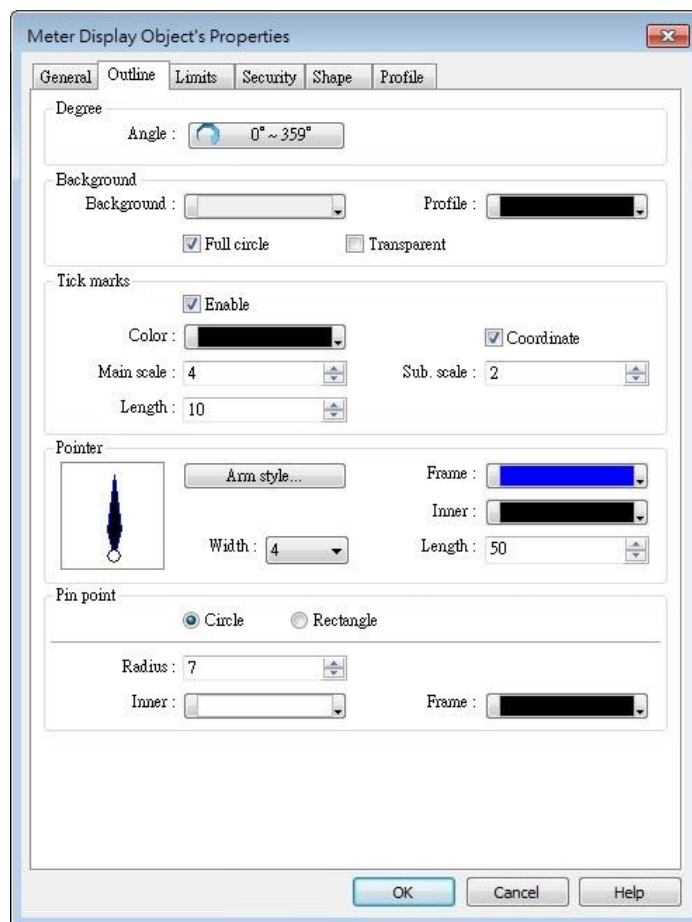 Meter Display Object's Properties
General Outline Limits Security Shape Profile
Degree
Angle : 0° ~ 359°
Background
Background : Profile :
Full circle Transparent
Tick marks
Enable
Color : Coordinate
Main scale : 4 Sub. scale : 2
Length : 10
Pointer
Arm style... Frame :
Inner :
Width : 4 Length : 50
Pin point
Circle Rectangle
Radius : 7
Inner : Frame :
OK Cancel Help